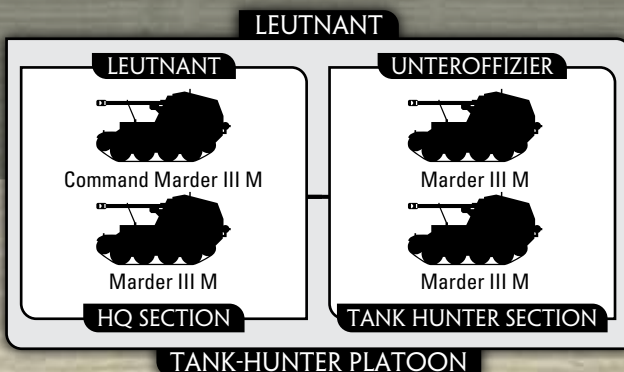 LEUTNANT
LEUTNANT
Command Marder III M
Marder III M
HQ SECTION
UNTEROFFIZIER
Marder III M
Marder III M
TANK HUNTER SECTION
TANK-HUNTER PLATOON